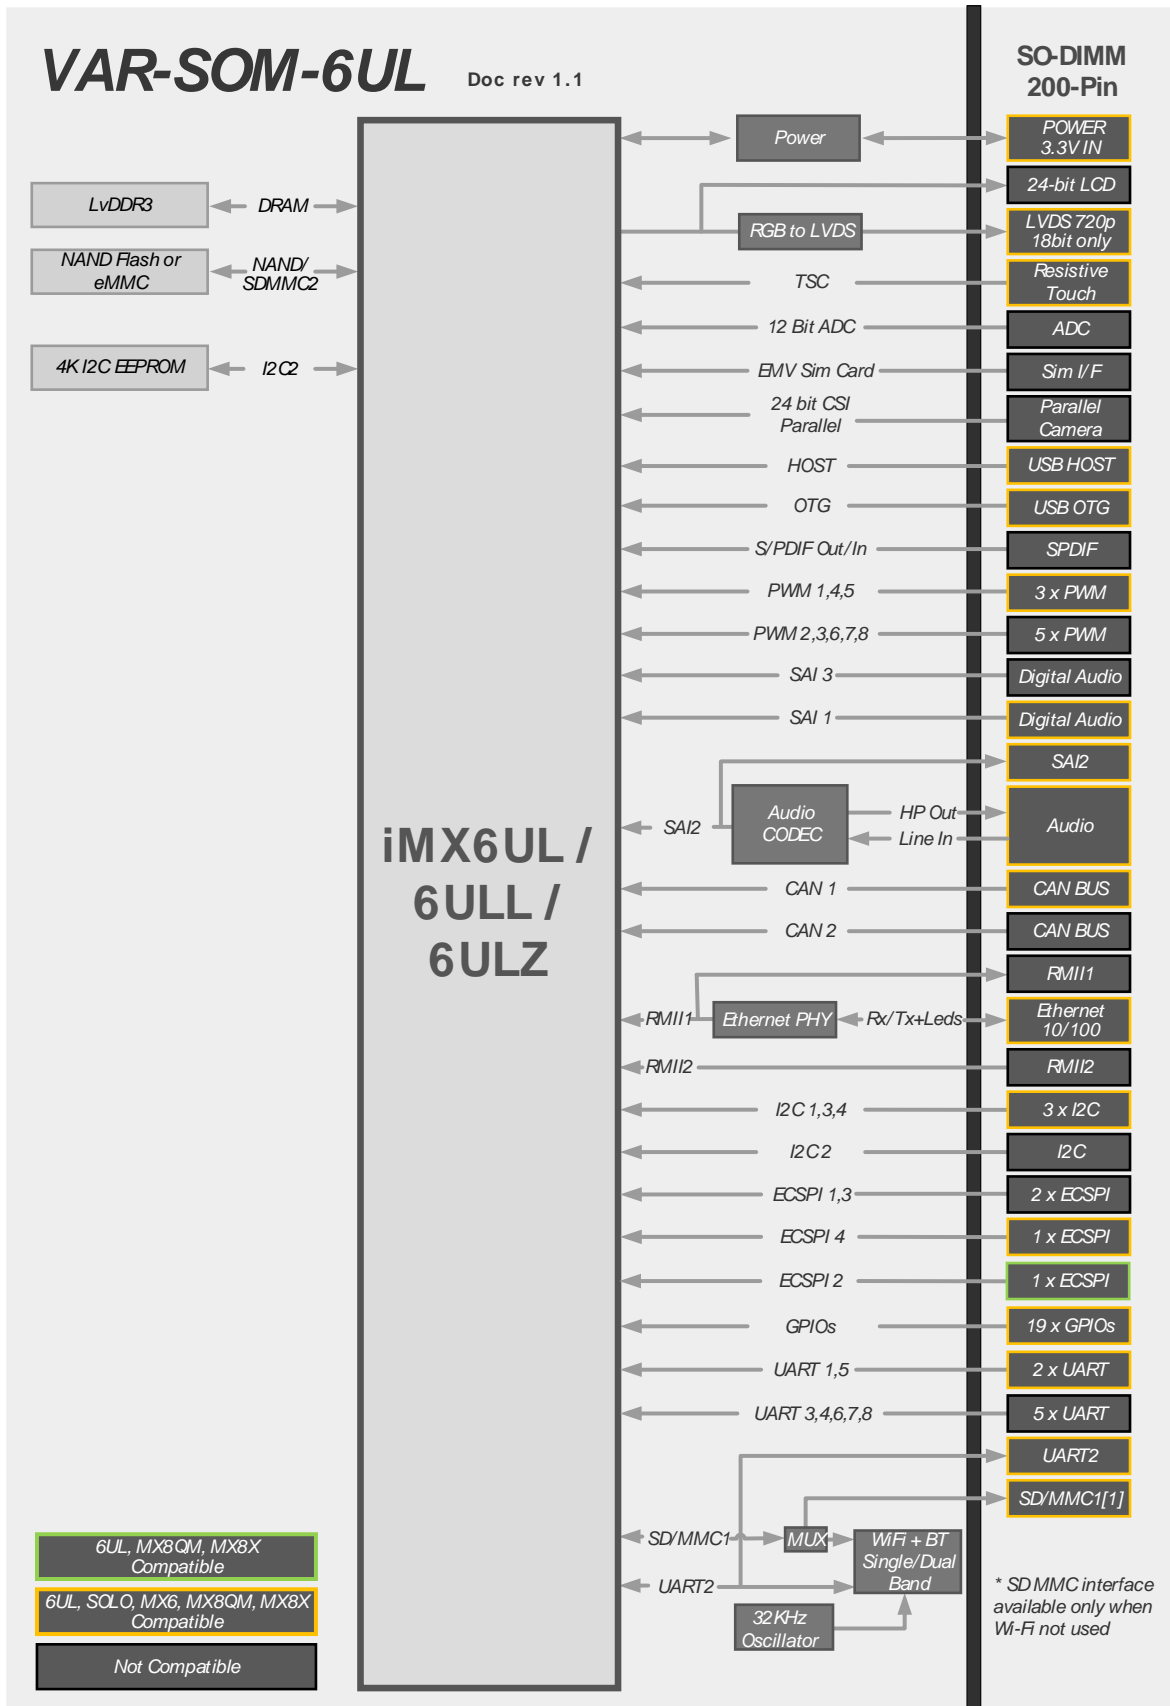 VAR-SOM-6UL
Doc rev 1.1
SO-DIMM
200-Pin
Power
POWER
3.3V IN
24-bit LCD
LvDDR3
DRAM
RGB to LVDS
LVDS 720p
18bit only
NAND Flash or
eMMC
NAND/
SDMMC2
TSC
Resistive
Touch
12 Bit ADC
ADC
4K I2C EEPROM
I2C2
EMV Sim Card
Sim I/F
24 bit CSI
Parallel
Parallel
Camera
HOST
USB HOST
OTG
USB OTG
S/PDIF Out/In
SPDIF
PWM 1,4,5
3 x PWM
PWM 2,3,6,7,8
5 x PWM
SAI 3
Digital Audio
SAI 1
Digital Audio
SAI2
SAI2
Audio
CODEC
HP Out
Line In
Audio
iMX6UL /
6ULL /
6ULZ
CAN 1
CAN BUS
CAN 2
CAN BUS
RMII1
RMII1
Ethernet PHY
Rx/Tx+Leds
Ethernet
10/100
RMII2
RMII2
I2C 1,3,4
3 x I2C
I2C 2
I2C
ECSPI 1,3
2 x ECSPI
ECSPI 4
1 x ECSPI
ECSPI 2
1 x ECSPI
GPIOs
19 x GPIOs
UART 1,5
2 x UART
UART 3,4,6,7,8
5 x UART
UART2
SD/MMC1[1]
SD/MMC1
MUX
WiFi + BT
Single/Dual
Band
UART2
32KHz
Oscillator
6UL, MX8QM, MX8X
Compatible
6UL, SOLO, MX6, MX8QM, MX8X
Compatible
Not Compatible
* SD MMC interface
available only when
Wi-Fi not used